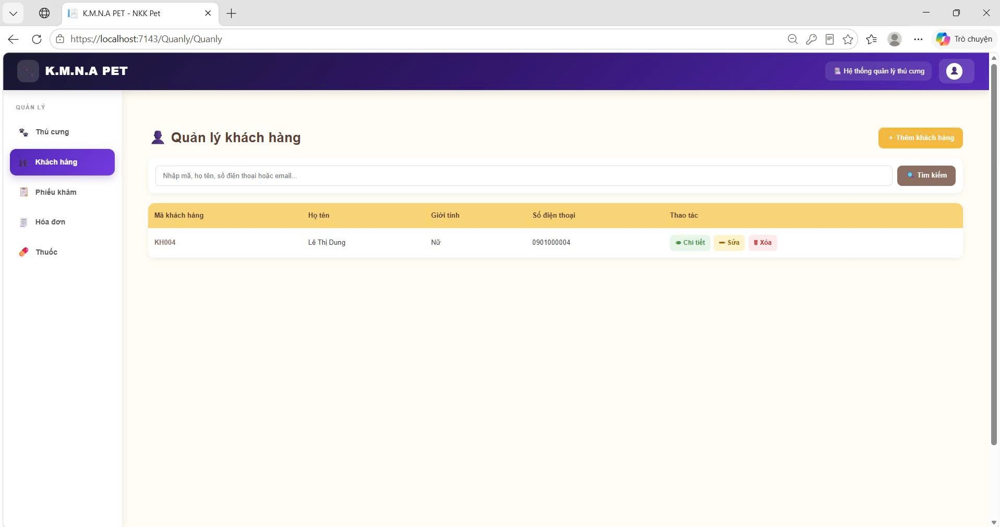 K.M.N.A PET - NKK Pet
https://localhost:7143/Quanly/Quanly
Trò chuyện
K.M.N.A PET
Hệ thống quản lý thú cưng
QUẢN LÝ
Thú cưng
Khách hàng
Phiếu khám
Hóa đơn
Thuốc
Quản lý khách hàng
+ Thêm khách hàng
Nhập mã, họ tên, số điện thoại hoặc email...
Tìm kiếm
Mã khách hàng Họ tên Giới tính Số điện thoại Thao tác
KH004 Lê Thị Dung Nữ 0901000004 Chi tiết Sửa Xóa